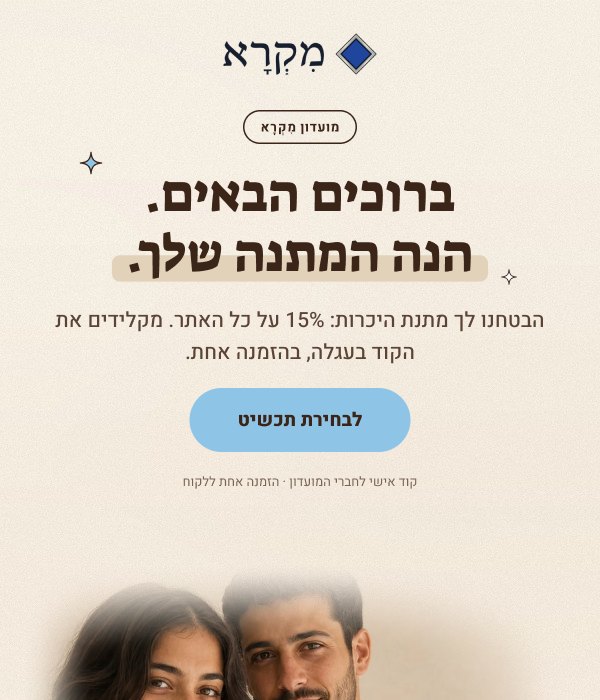 מִקְרָא
מועדון מִקְרָא
ברוכים הבאים.
הנה המתנה שלך.
הבטחנו לך מתנת היכרות: 15% על כל האתר. מקלידים את
הקוד בעגלה, בהזמנה אחת.
לבחירת תכשיט
קוד אישי לחברי המועדון · הזמנה אחת ללקוח